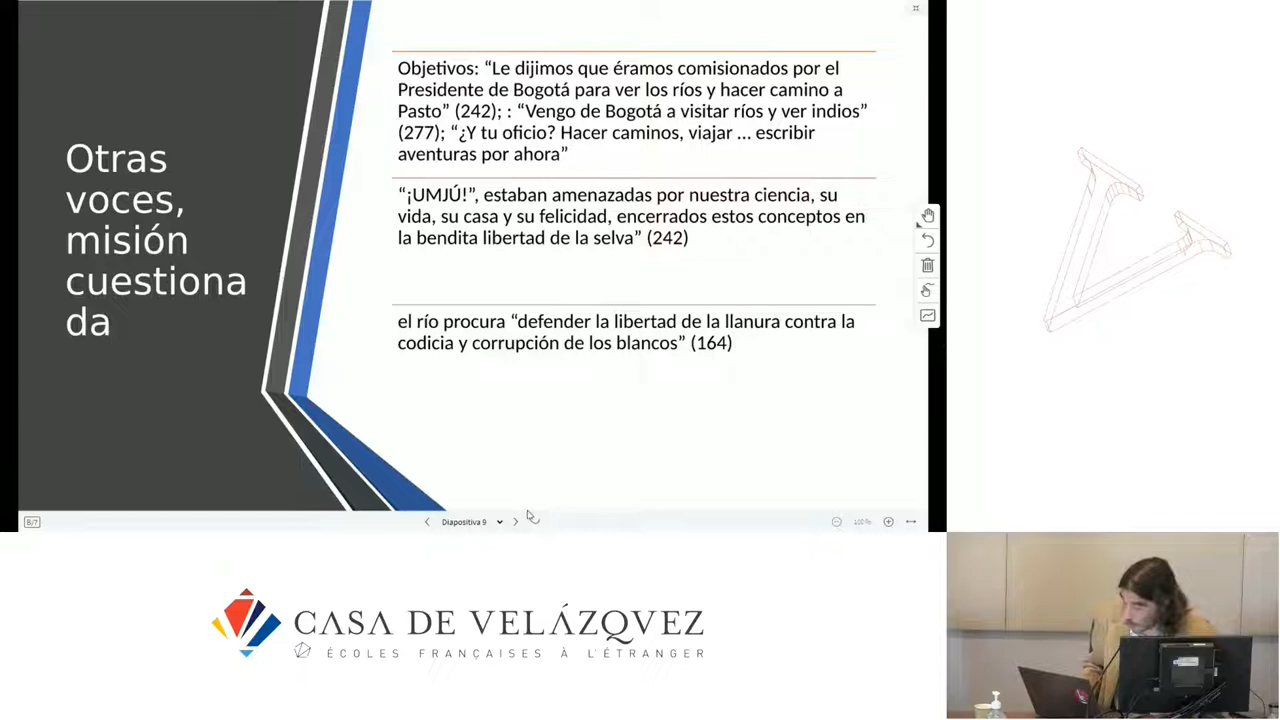 Otras
voces,
misión
cuestiona
da
Objetivos: “Le dijimos que éramos comisionados por el
Presidente de Bogotá para ver los ríos y hacer camino a
Pasto” (242); : “Vengo de Bogotá a visitar ríos y ver indios”
(277); “¿Y tu oficio? Hacer caminos, viajar ... escribir
aventuras por ahora”
“¡UMJÚ!”, estaban amenazadas por nuestra ciencia, su
vida, su casa y su felicidad, encerrados estos conceptos en
la bendita libertad de la selva” (242)
el río procura “defender la libertad de la llanura contra la
codicia y corrupción de los blancos” (164)
Diapositiva 9
100%
CASA DE VELÁZQVEZ
ÉCOLES FRANÇAISES À L'ÉTRANGER